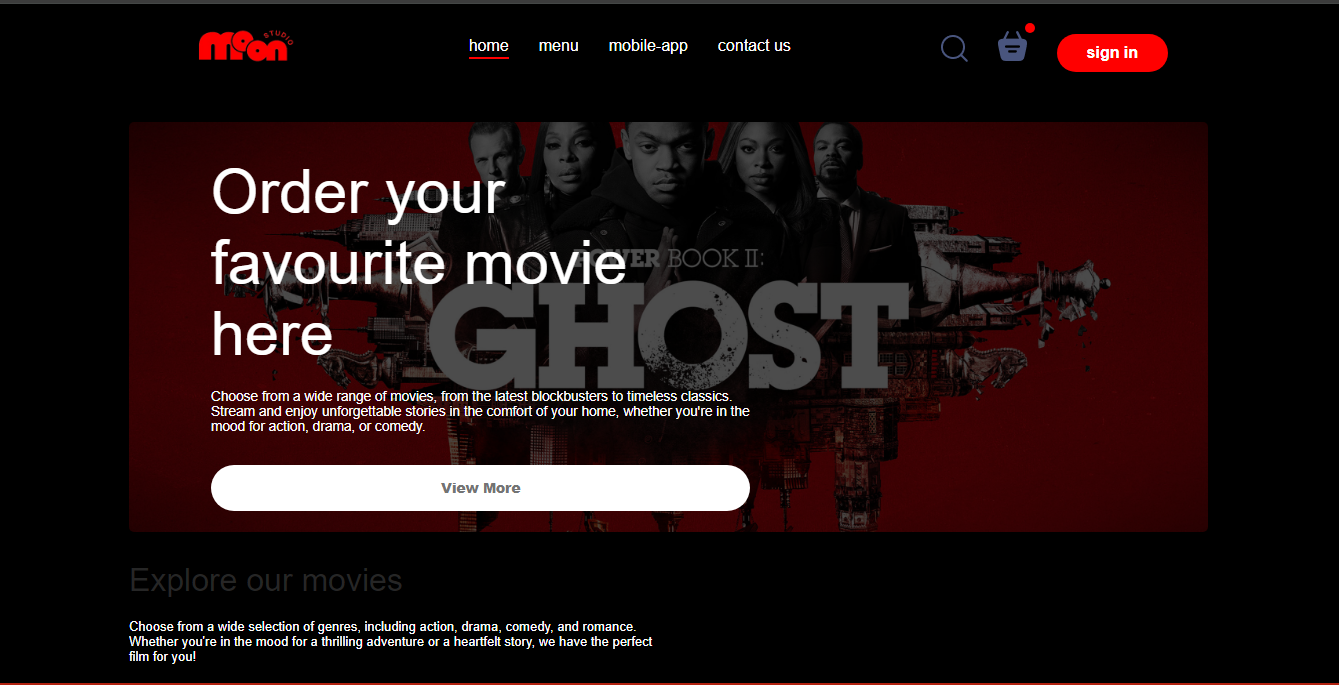 moon STUDIO
home menu mobile-app contact us
sign in
Order your
favourite movie
here
POWER BOOK II:
GHOST
Choose from a wide range of movies, from the latest blockbusters to timeless classics.
Stream and enjoy unforgettable stories in the comfort of your home, whether you're in the
mood for action, drama, or comedy.
View More
Explore our movies
Choose from a wide selection of genres, including action, drama, comedy, and romance.
Whether you're in the mood for a thrilling adventure or a heartfelt story, we have the perfect
film for you!